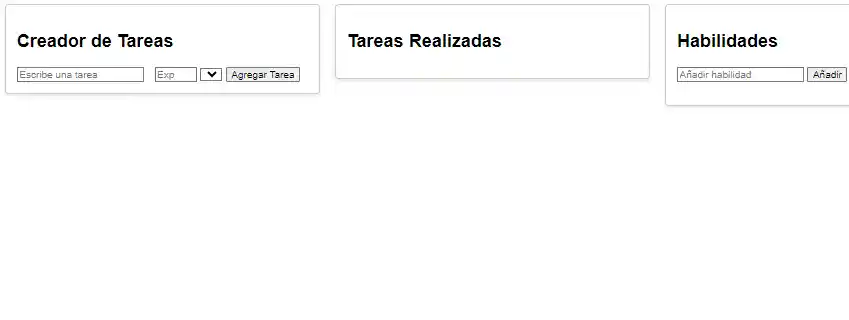 Creador de Tareas
Escribe una tarea Exp Agregar Tarea
Tareas Realizadas
Habilidades
Añadir habilidad Añadir